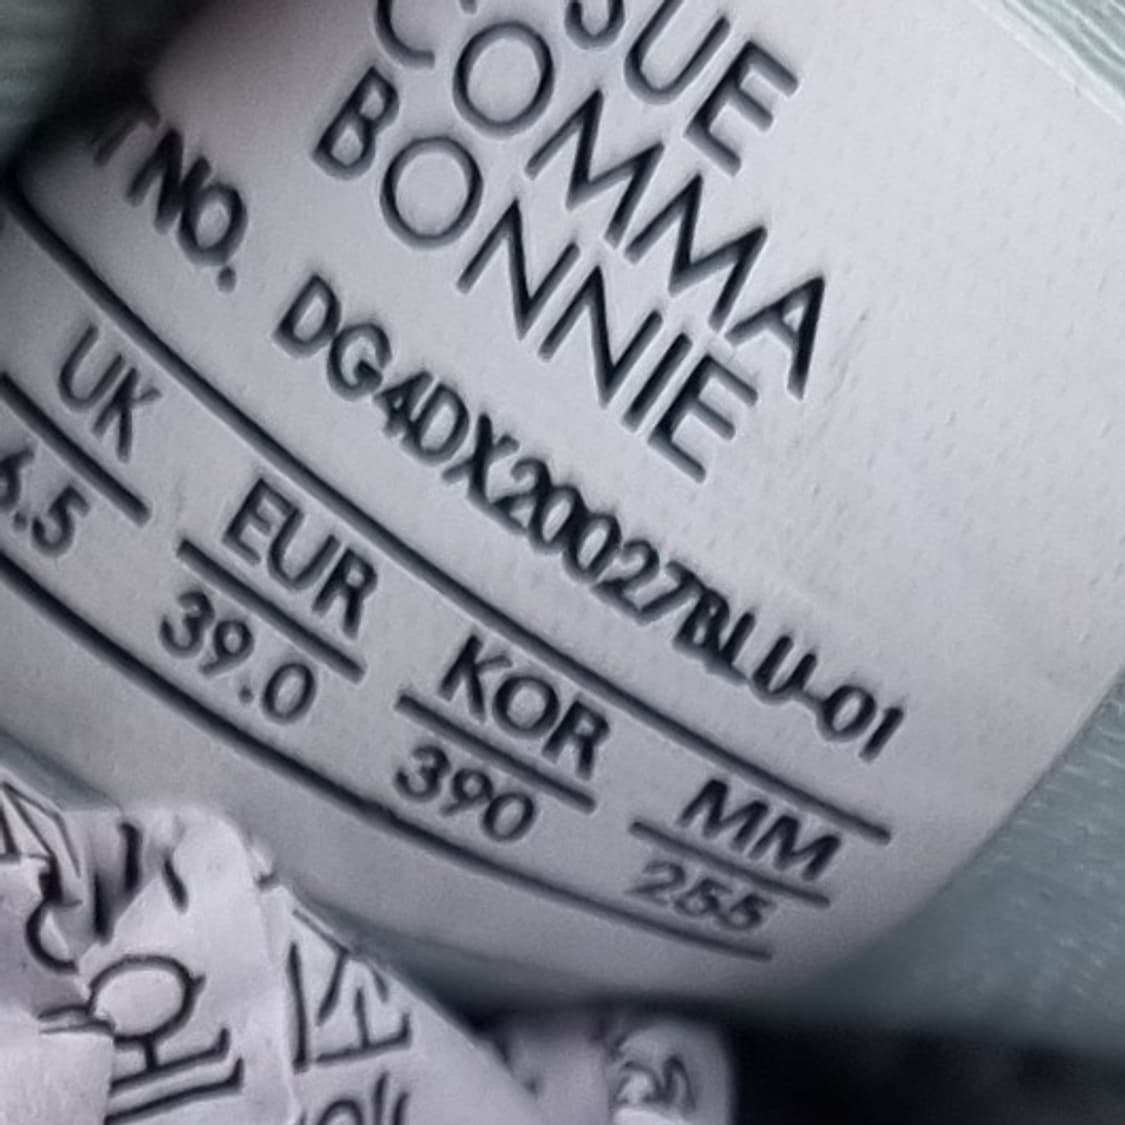 SUE
COMMA
BONNIE
NO. DG4DX20027BLU-01
UK EUR KOR MM
6.5 39.0 390 255